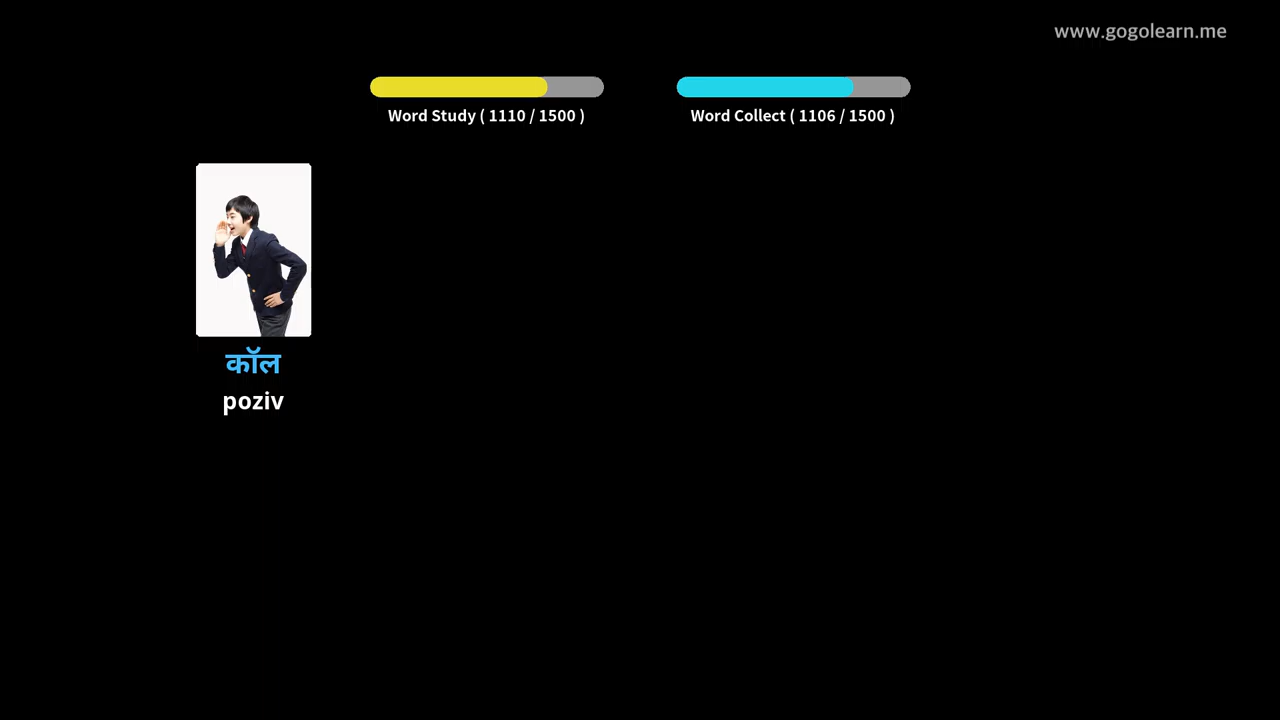 www.gogolearn.me
Word Study ( 1110 / 1500 )
Word Collect ( 1106 / 1500 )
कॉल
poziv